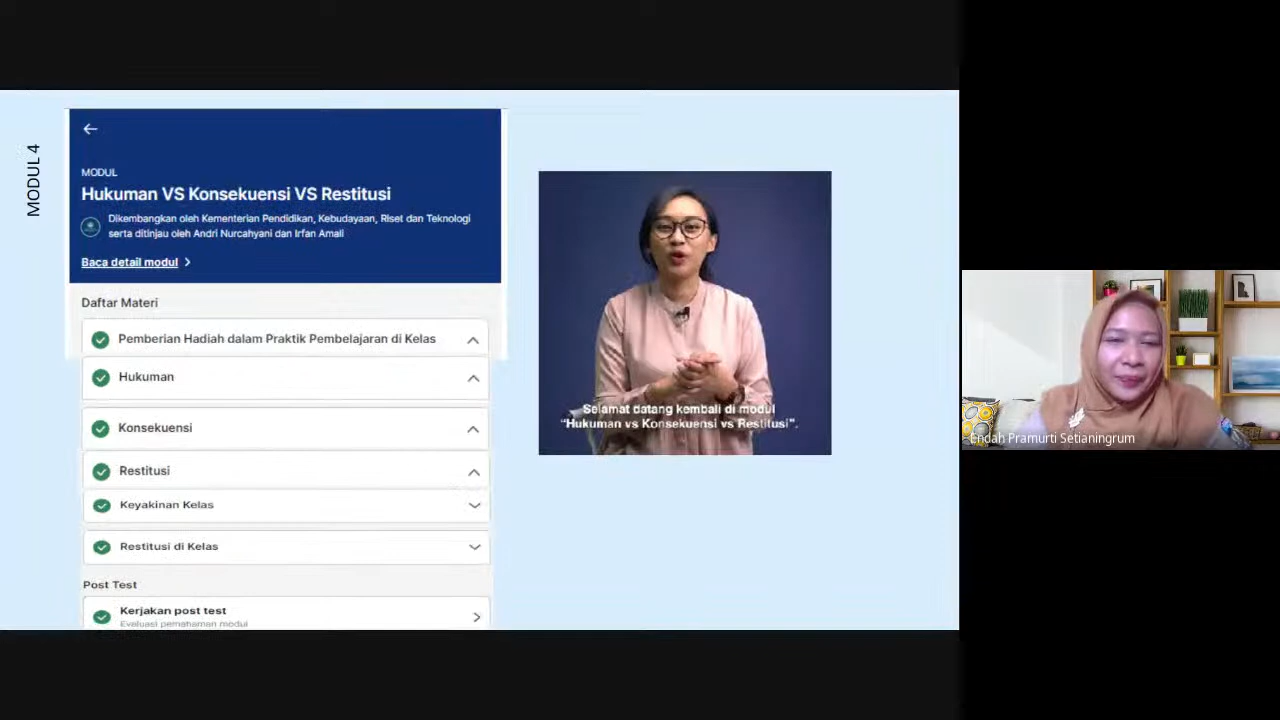 MODUL 4
MODUL
Hukuman VS Konsekuensi VS Restitusi
Dikembangkan oleh Kementerian Pendidikan, Kebudayaan, Riset dan Teknologi
serta ditinjau oleh Andri Nurcahyani dan Irfan Amali
Baca detail modul
Daftar Materi
Pemberian Hadiah dalam Praktik Pembelajaran di Kelas
Hukuman
Konsekuensi
Restitusi
Keyakinan Kelas
Restitusi di Kelas
Post Test
Kerjakan post test
Evaluasi pemahaman modul
Selamat datang kembali di modul
“Hukuman vs Konsekuensi vs Restitusi”.
Endah Pramurti Setianingrum